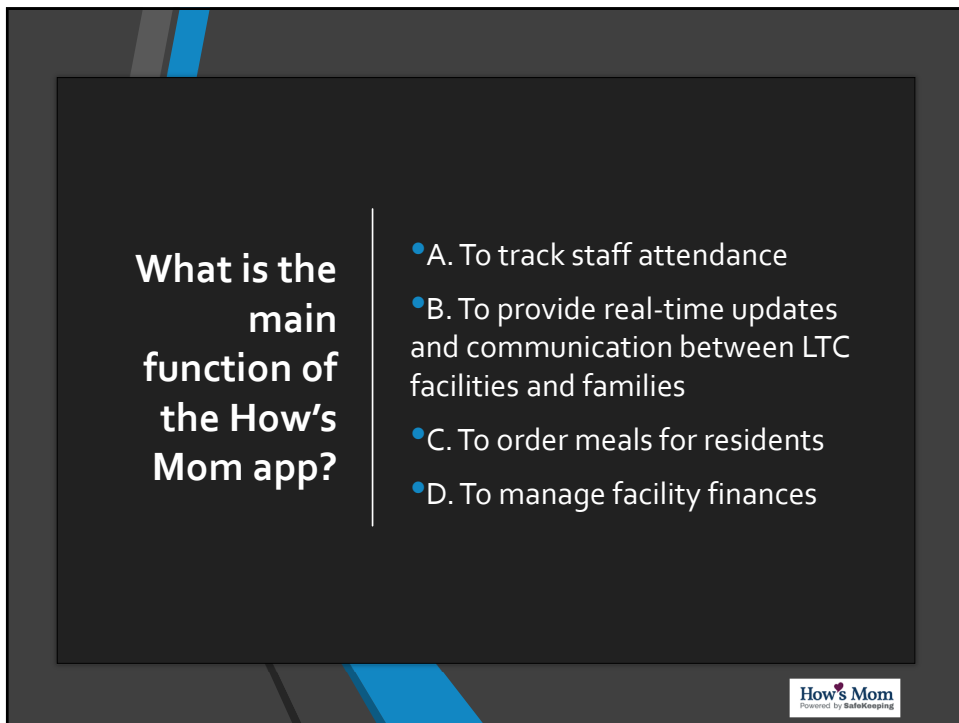 What is the
main
function of
the How’s
Mom app?
•A. To track staff attendance
•B. To provide real-time updates
and communication between LTC
facilities and families
•C. To order meals for residents
•D. To manage facility finances
How's Mom
Powered by SafeKeeping